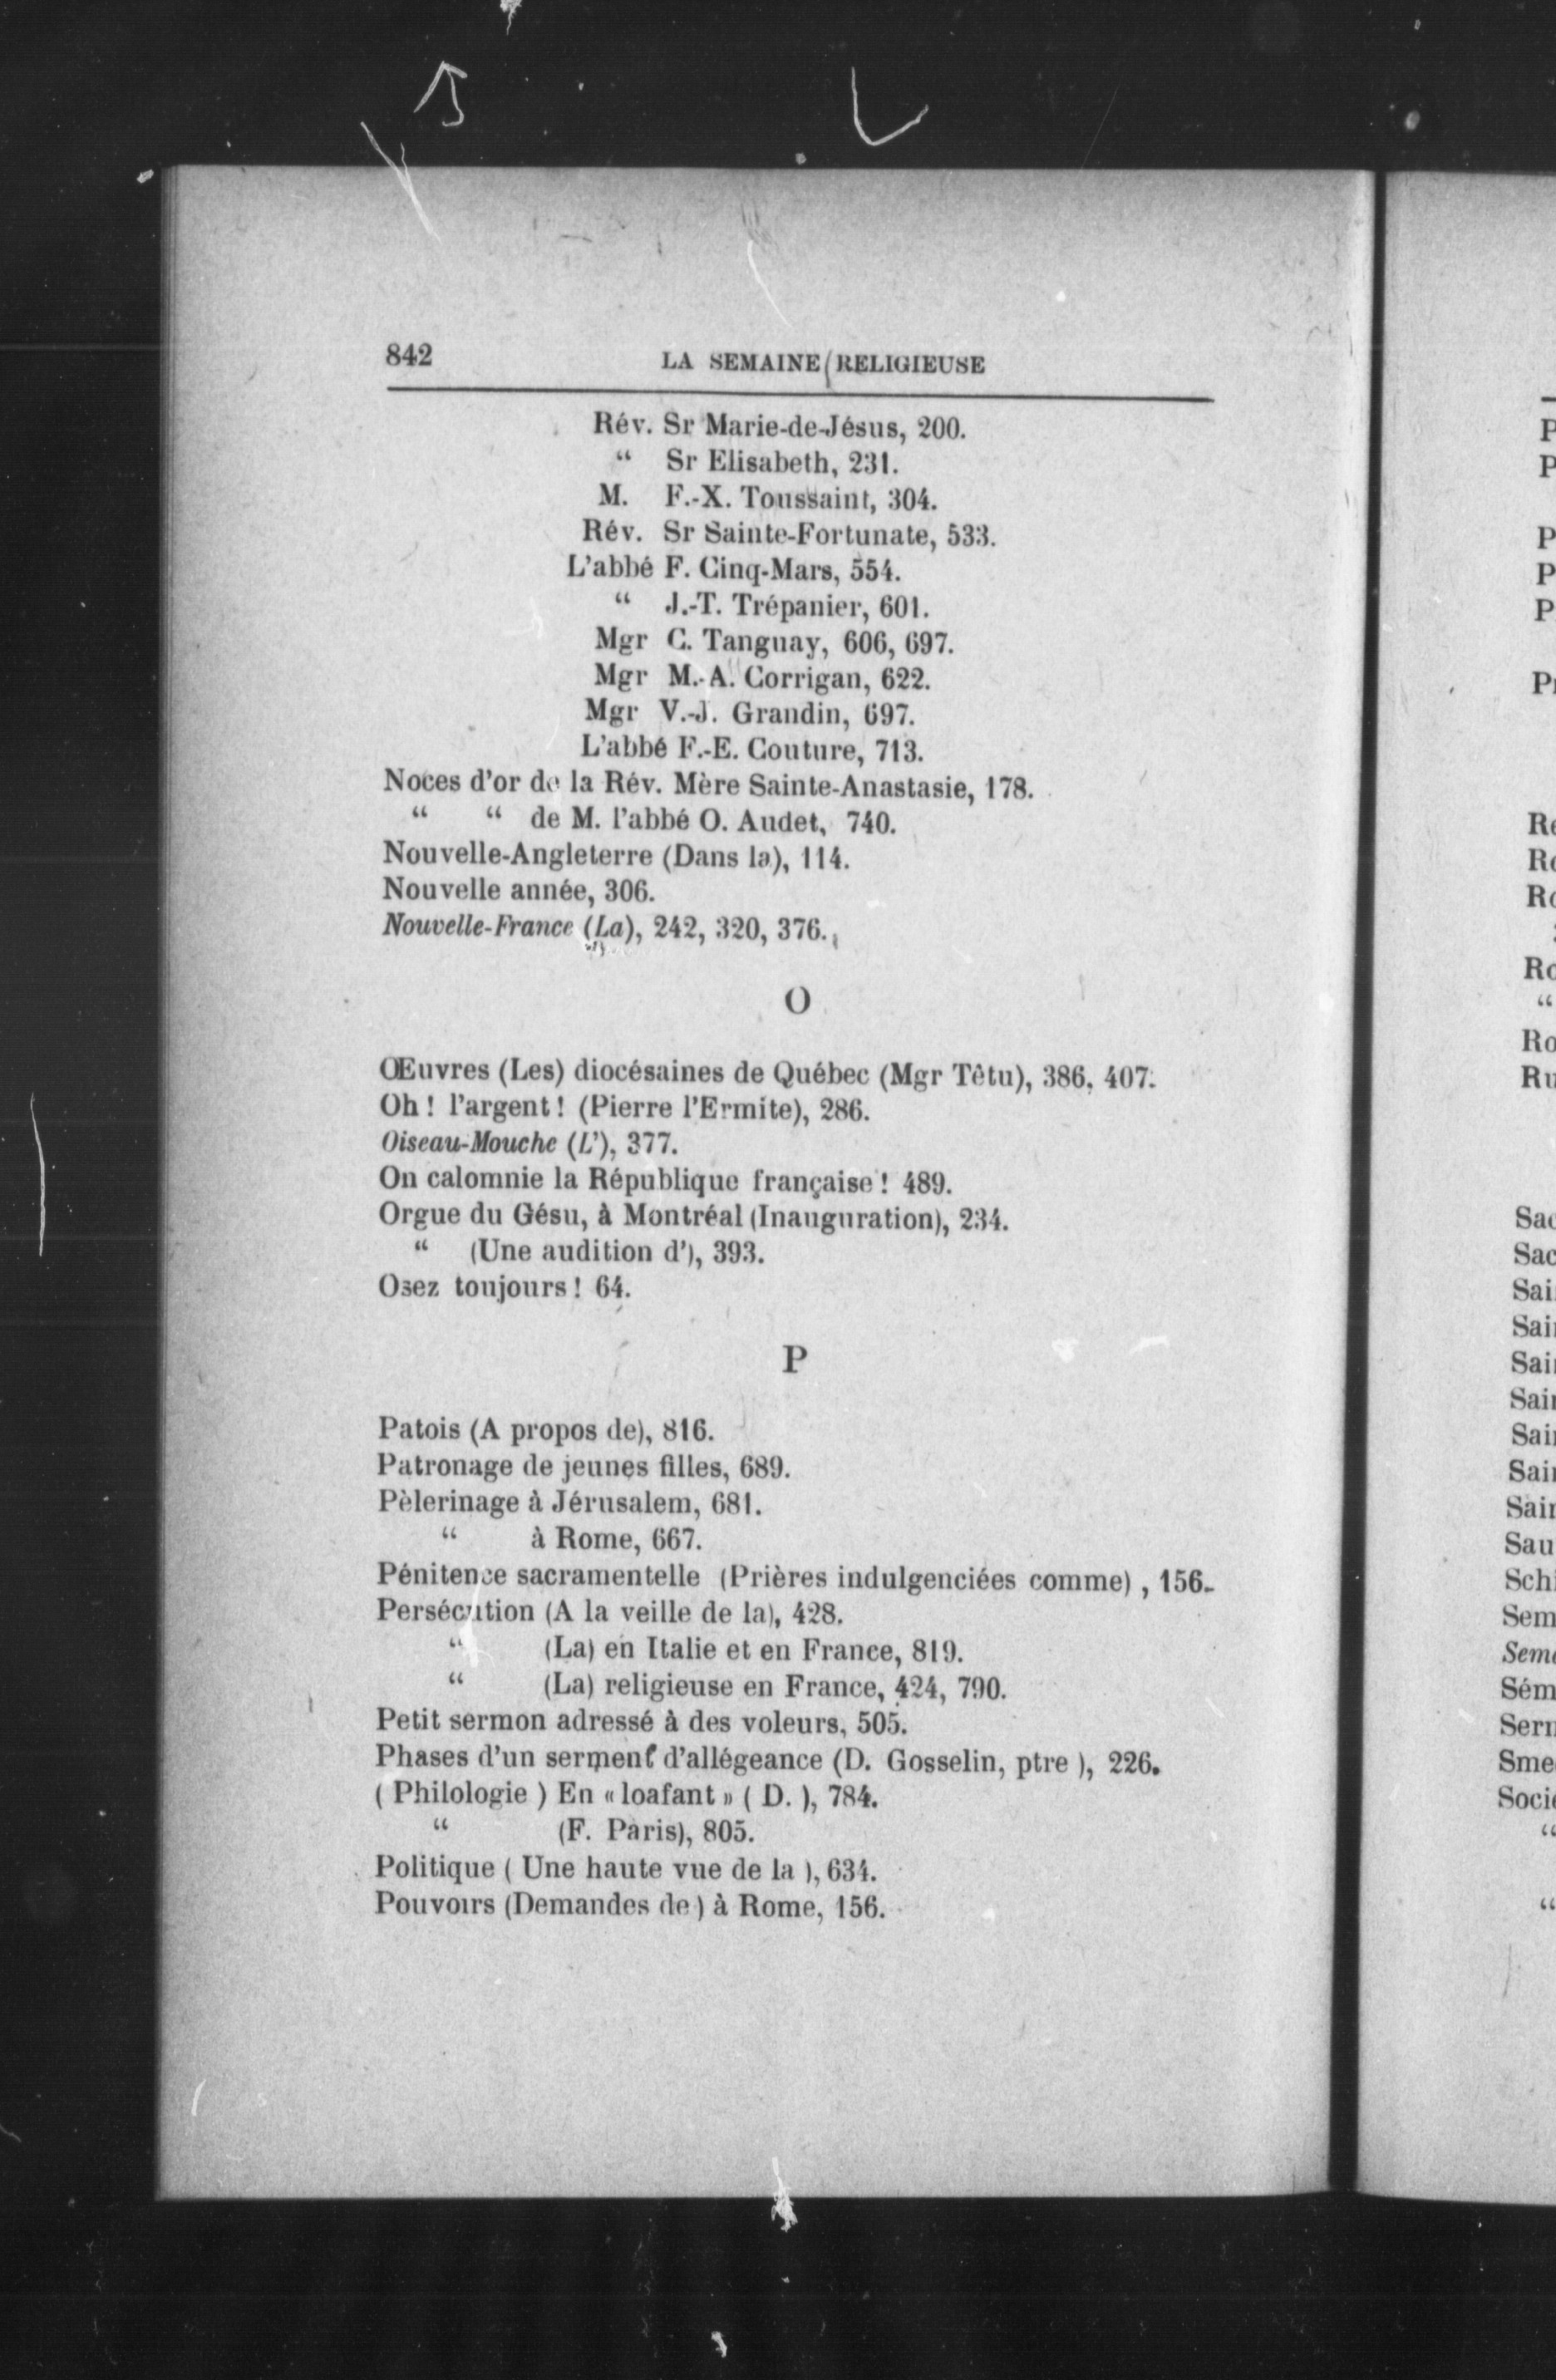 842 LA SEMAINE RELIGIEUSE
Rév. Sr Marie-de-Jésus, 200.
“ Sr Elisabeth, 231.
M. F.-X. Toussaint, 304.
Rév. Sr Sainte-Fortunate, 533.
L'abbé F. Cinq-Mars, 554.
“ J.-T. Trépanier, 601.
Mgr C. Tanguay, 606, 697.
Mgr M.-A. Corrigan, 622.
Mgr V.-J. Grandin, 697.
L'abbé F.-E. Couture, 713.
Noces d'or de la Rév. Mère Sainte-Anastasie, 178.
“ “ de M. l'abbé O. Audet, 740.
Nouvelle-Angleterre (Dans la), 114.
Nouvelle année, 306.
Nouvelle-France (La), 242, 320, 376.
O
Œuvres (Les) diocésaines de Québec (Mgr Têtu), 386, 407.
Oh ! l'argent ! (Pierre l'Ermite), 286.
Oiseau-Mouche (L'), 377.
On calomnie la République française ! 489.
Orgue du Gésu, à Montréal (Inauguration), 234.
“ (Une audition d'), 393.
Osez toujours ! 64.
P
Patois (A propos de), 816.
Patronage de jeunes filles, 689.
Pèlerinage à Jérusalem, 681.
“ à Rome, 667.
Pénitence sacramentelle (Prières indulgenciées comme) , 156.
Persécution (A la veille de la), 428.
“ (La) en Italie et en France, 819.
“ (La) religieuse en France, 424, 790.
Petit sermon adressé à des voleurs, 505.
Phases d'un serment d'allégeance (D. Gosselin, ptre ), 226.
( Philologie ) En « loafant » ( D. ), 784.
“ (F. Paris), 805.
Politique ( Une haute vue de la ), 634.
Pouvoirs (Demandes de ) à Rome, 156.